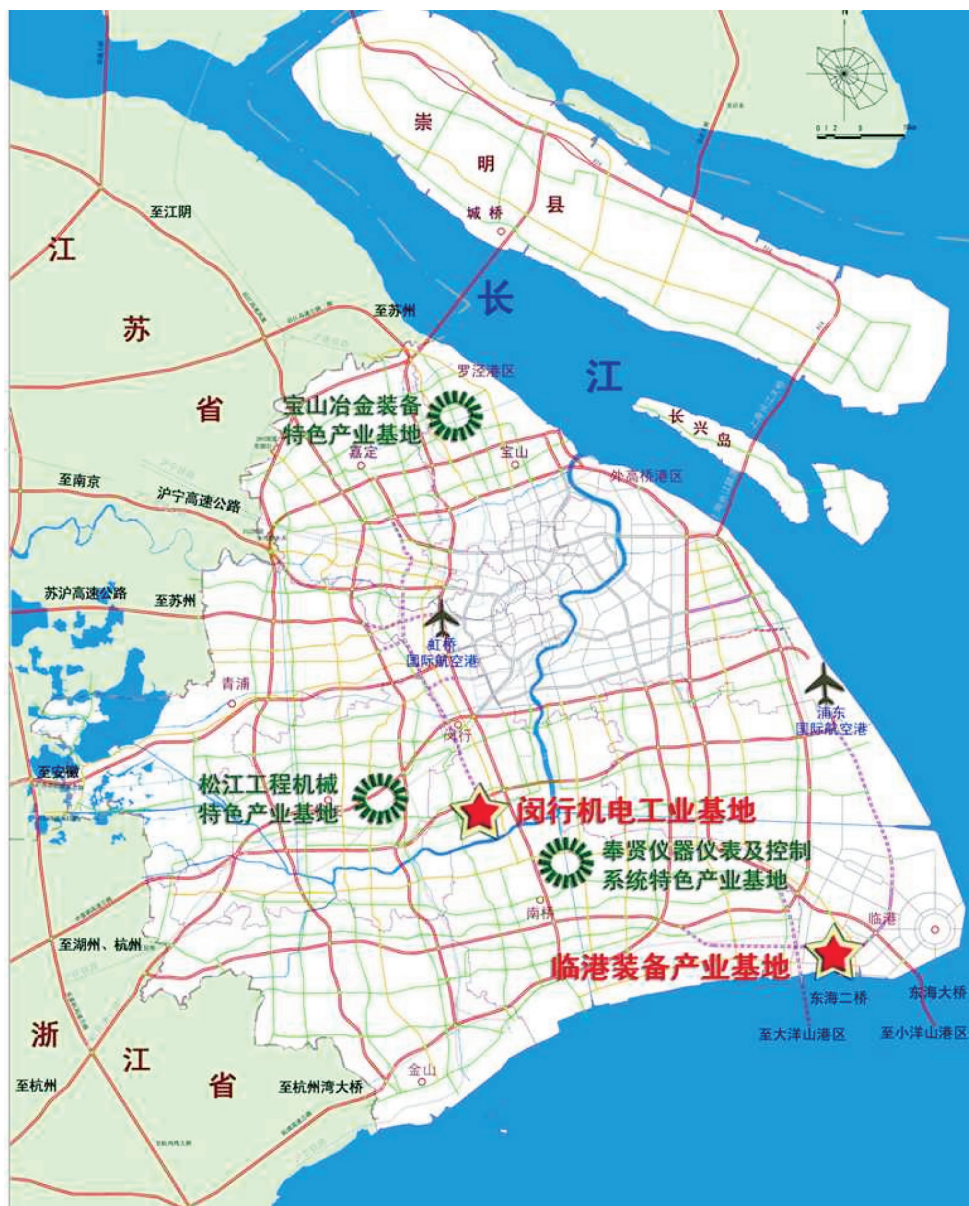 N
崇
明
县
城桥
至江阴
江
苏
省
长
江
至苏州
罗泾港区
宝山冶金装备
特色产业基地
嘉定
宝山
长
兴
岛
外高桥港区
上海长江大桥
至南京
沪宁高速公路
苏沪高速公路
至苏州
虹桥
国际航空港
青浦
浦东
国际航空港
闵行
至安徽
松江工程机械
特色产业基地
闵行机电工业基地
奉贤仪器仪表及控制
系统特色产业基地
南桥
临港
至湖州、杭州
临港装备产业基地
东海二桥
东海大桥
至大洋山港区
至小洋山港区
浙
江
省
金山
至杭州
至杭州湾大桥